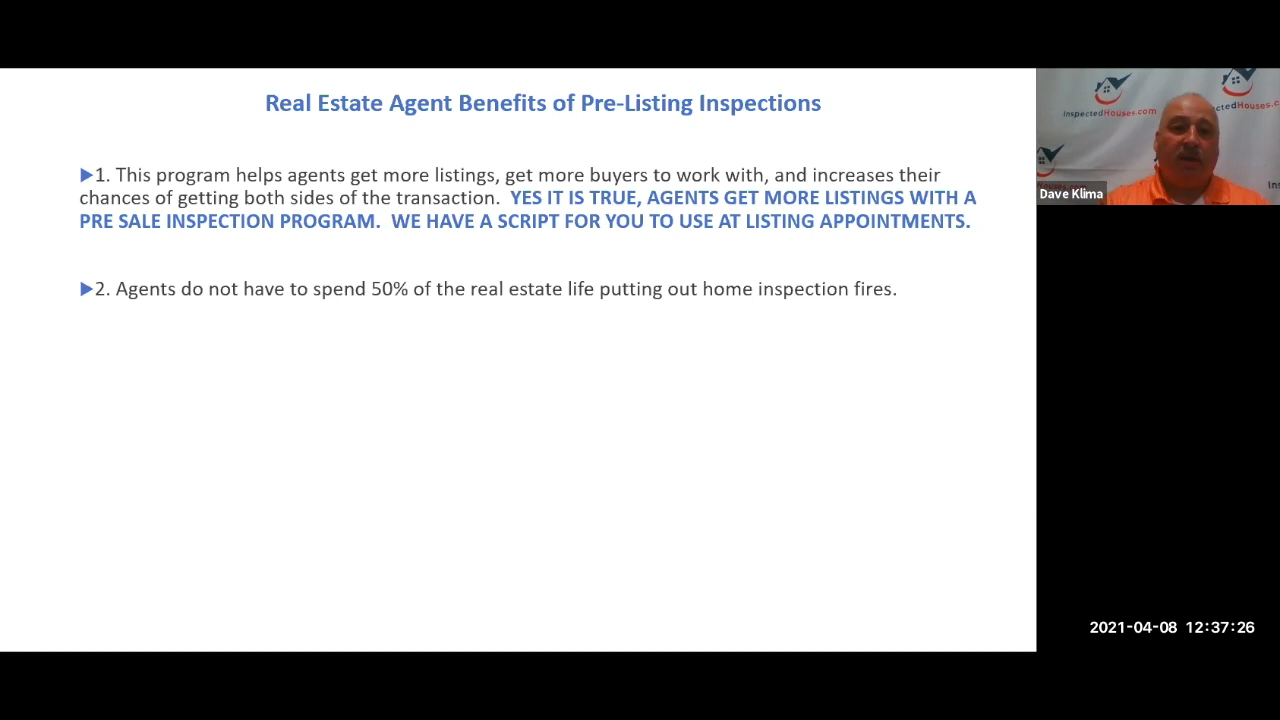 Real Estate Agent Benefits of Pre-Listing Inspections
1. This program helps agents get more listings, get more buyers to work with, and increases their
chances of getting both sides of the transaction. YES IT IS TRUE, AGENTS GET MORE LISTINGS WITH A
PRE SALE INSPECTION PROGRAM. WE HAVE A SCRIPT FOR YOU TO USE AT LISTING APPOINTMENTS.
2. Agents do not have to spend 50% of the real estate life putting out home inspection fires.
InspectedHouses.com
ctedHouses.c
Dave Klima
2021-04-08 12:37:26